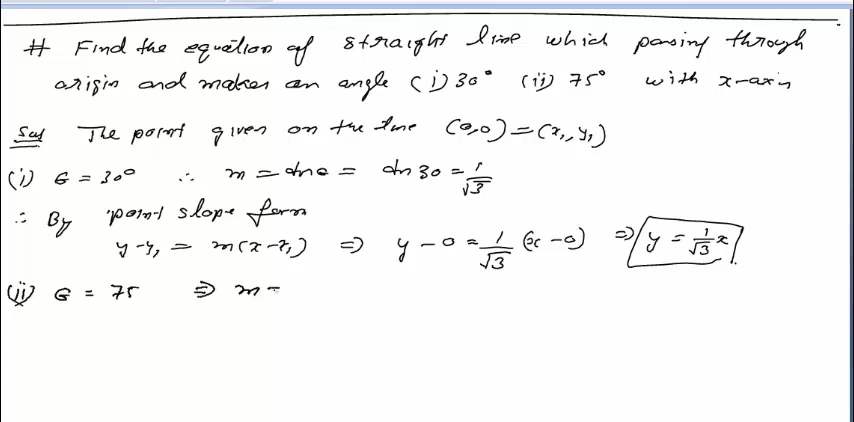 # Find the equation of straight line which passing through
origin and makes an angle (i) 30° (ii) 75° with x-axis
Sol The point given on the line (0,0) = (x₁, y₁)
(i) θ = 30° ∴ m = tanθ = tan 30 = 1/√3
∴ By point slope form
y - y₁ = m(x - x₁) ⇒ y - 0 = 1/√3 (x - 0) ⇒ y = 1/√3 x
(ii) θ = 75 ⇒ m =